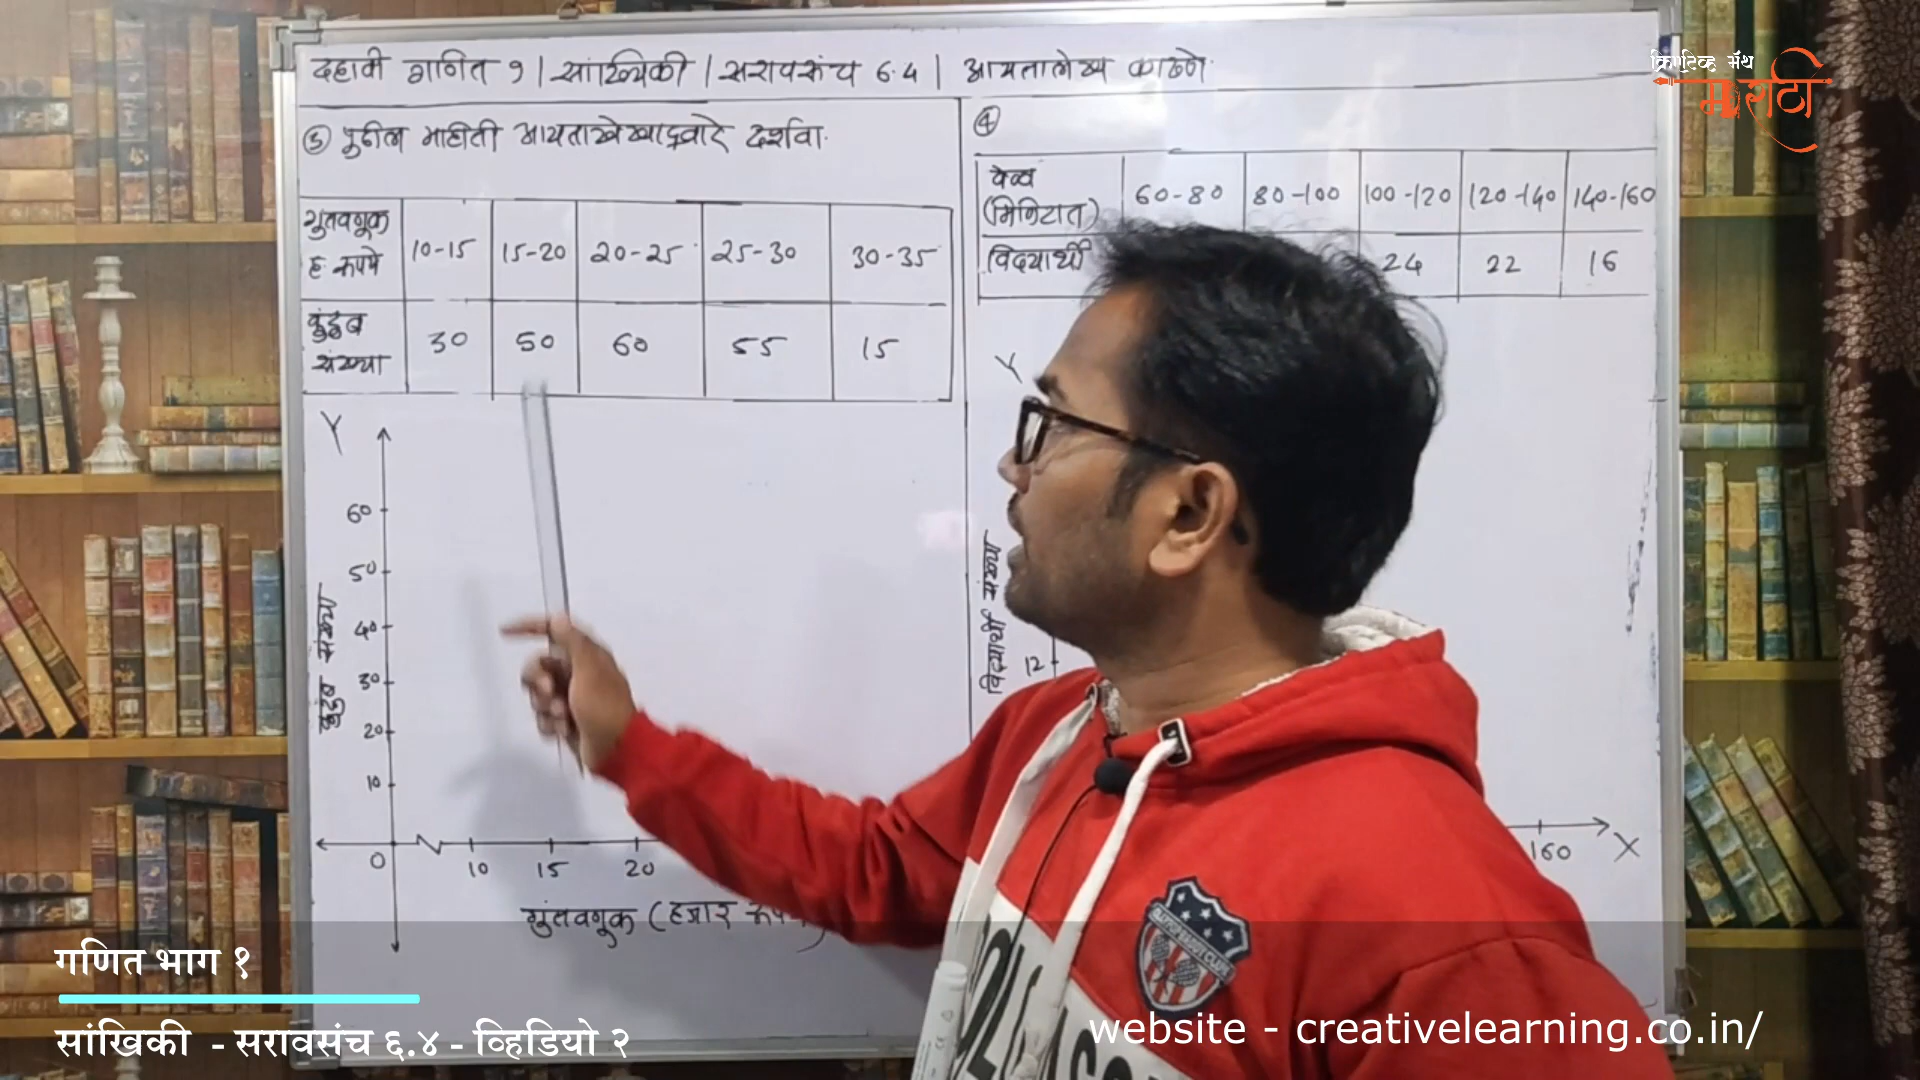 दहावी गणित १ | सांख्यिकी | सरावसंच 6.4 | आयतालेख काढणे.
क्रिएटिव्ह मॅथ
मराठी
③ पुढील माहीती आयतालेखाद्वारे दर्शवा.
गुतवणूक ह. रुपये 10-15 15-20 20-25 25-30 30-35
कुंटुंब संख्या 30 50 60 55 15
④
वेळ (मिनिटात) 60-80 80-100 100-120 120-140 140-160
विद्यार्थी 24 22 16
Y
60
50
40
30
20
10
0 10 15 20
कुटुंब संख्या
गुंतवणूक (हजार
Y
विद्यार्थी संख्या
12
160 X
गणित भाग १
सांखिकी - सरावसंच ६.४ - व्हिडियो २
website - creativelearning.co.in/